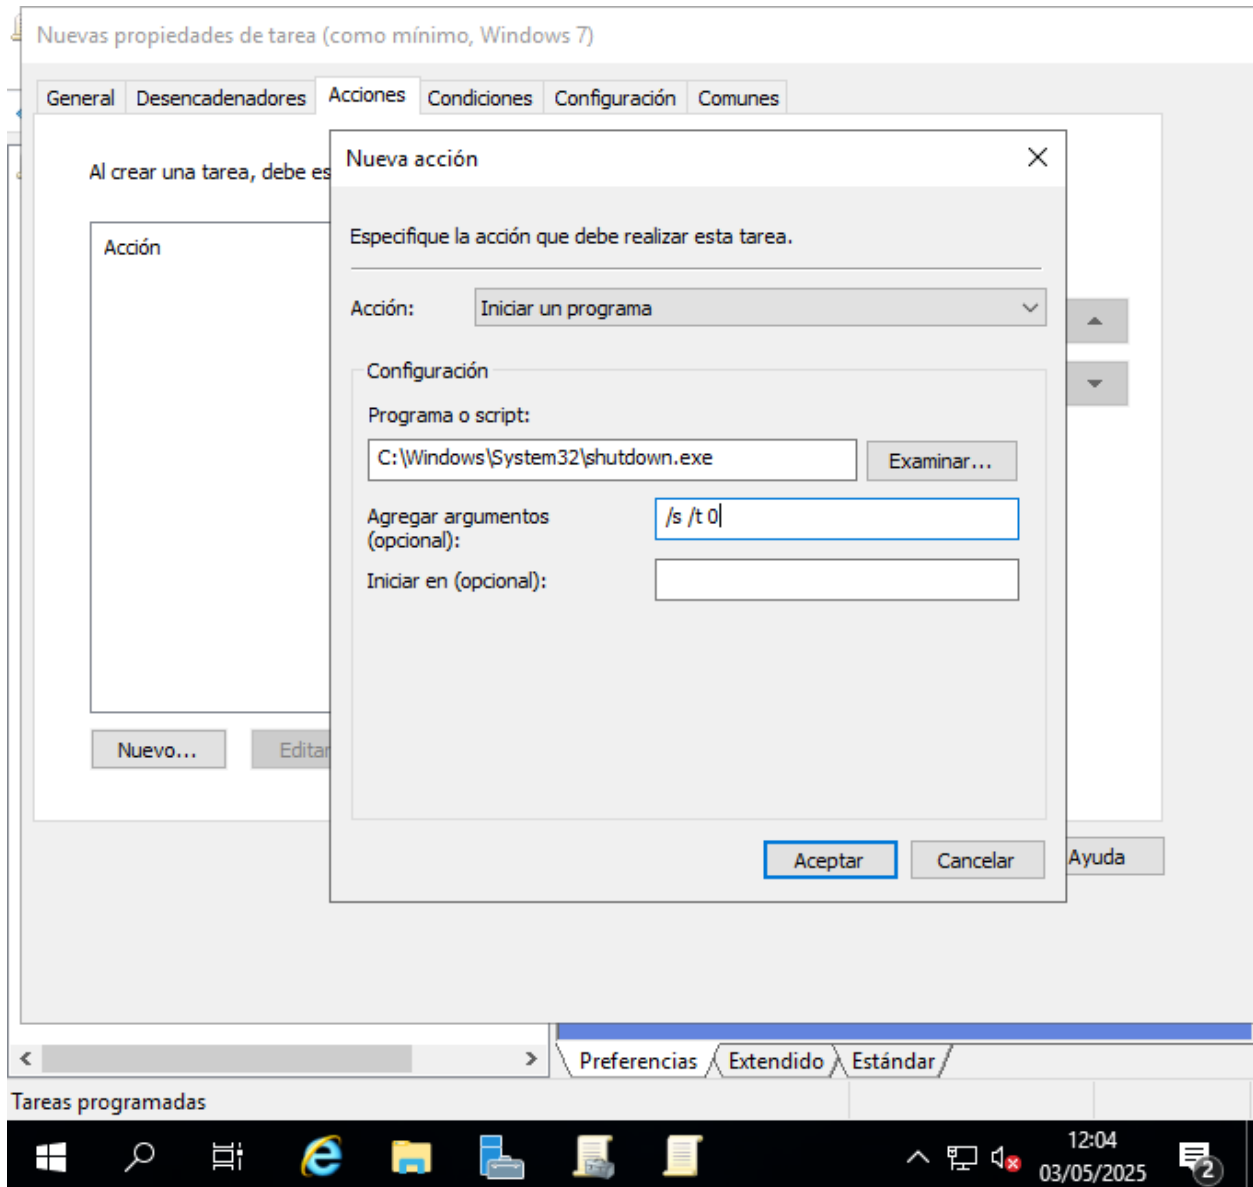 Nuevas propiedades de tarea (como mínimo, Windows 7)
General Desencadenadores Acciones Condiciones Configuración Comunes
Al crear una tarea, debe es
Acción
Nuevo...
Editar
Nueva acción
Especifique la acción que debe realizar esta tarea.
Acción: Iniciar un programa
Configuración
Programa o script:
C:\Windows\System32\shutdown.exe Examinar...
Agregar argumentos
(opcional): /s /t 0
Iniciar en (opcional):
Aceptar Cancelar
Ayuda
Preferencias Extendido Estándar
Tareas programadas
12:04
03/05/2025
2